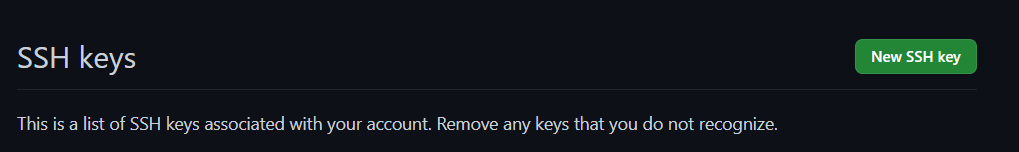 SSH keys
New SSH key
This is a list of SSH keys associated with your account. Remove any keys that you do not recognize.